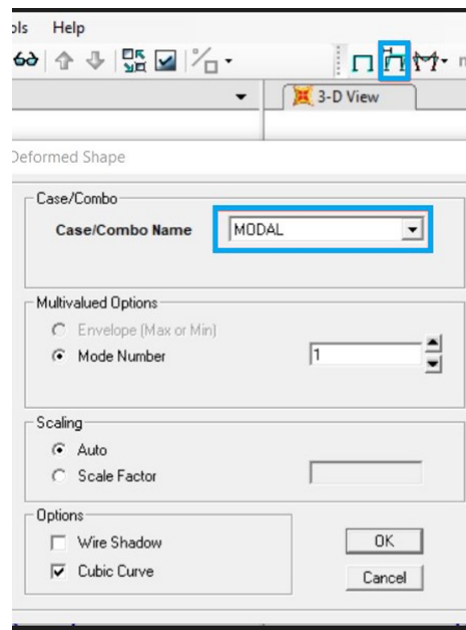 ols Help
3-D View
Deformed Shape
Case/Combo
Case/Combo Name MODAL
Multivalued Options
Envelope (Max or Min)
Mode Number 1
Scaling
Auto
Scale Factor
Options
Wire Shadow
Cubic Curve
OK
Cancel